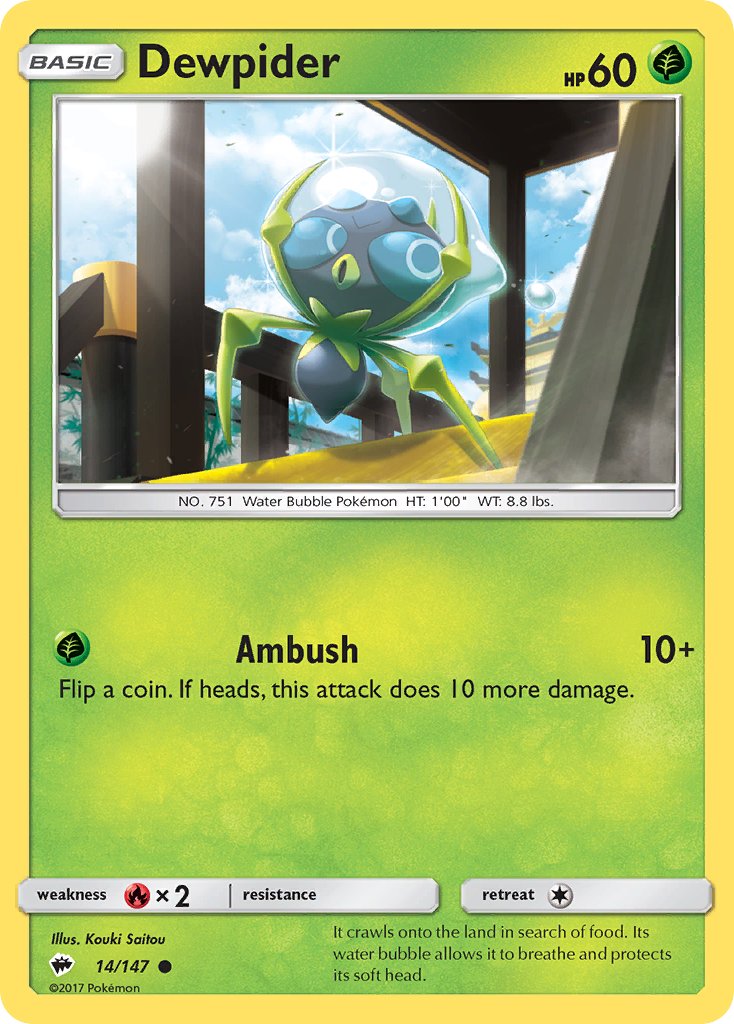 BASIC Dewpider HP 60
NO. 751 Water Bubble Pokémon HT: 1'00" WT: 8.8 lbs.
Ambush 10+
Flip a coin. If heads, this attack does 10 more damage.
weakness × 2 resistance retreat
Illus. Kouki Saitou
14/147
©2017 Pokémon
It crawls onto the land in search of food. Its
water bubble allows it to breathe and protects
its soft head.